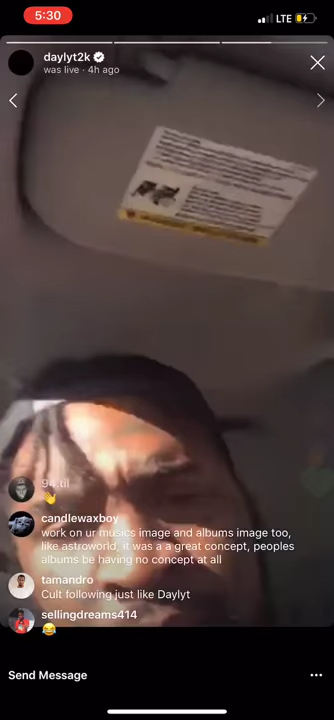 5:30
LTE
daylyt2k
was live · 4h ago
94.til
👋
candlewaxboy
work on ur musics image and albums image too,
like astroworld, it was a a great concept, peoples
albums be having no concept at all
tamandro
Cult following just like Daylyt
sellingdreams414
😂
Send Message